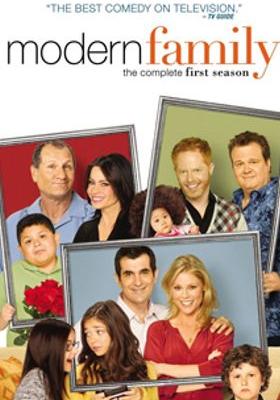 "THE BEST COMEDY ON TELEVISION."
— TV GUIDE
modern family
the complete first season